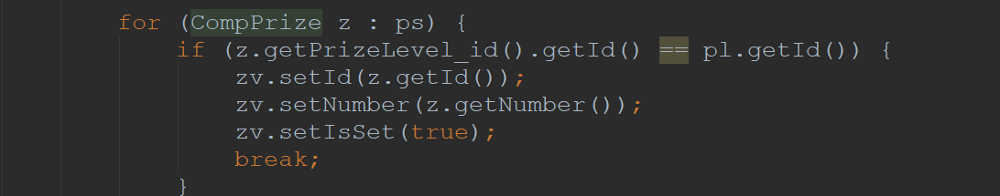 for (CompPrize z : ps) {
if (z.getPrizeLevel_id().getId() == pl.getId()) {
zv.setId(z.getId());
zv.setNumber(z.getNumber());
zv.setIsSet(true);
break;
}